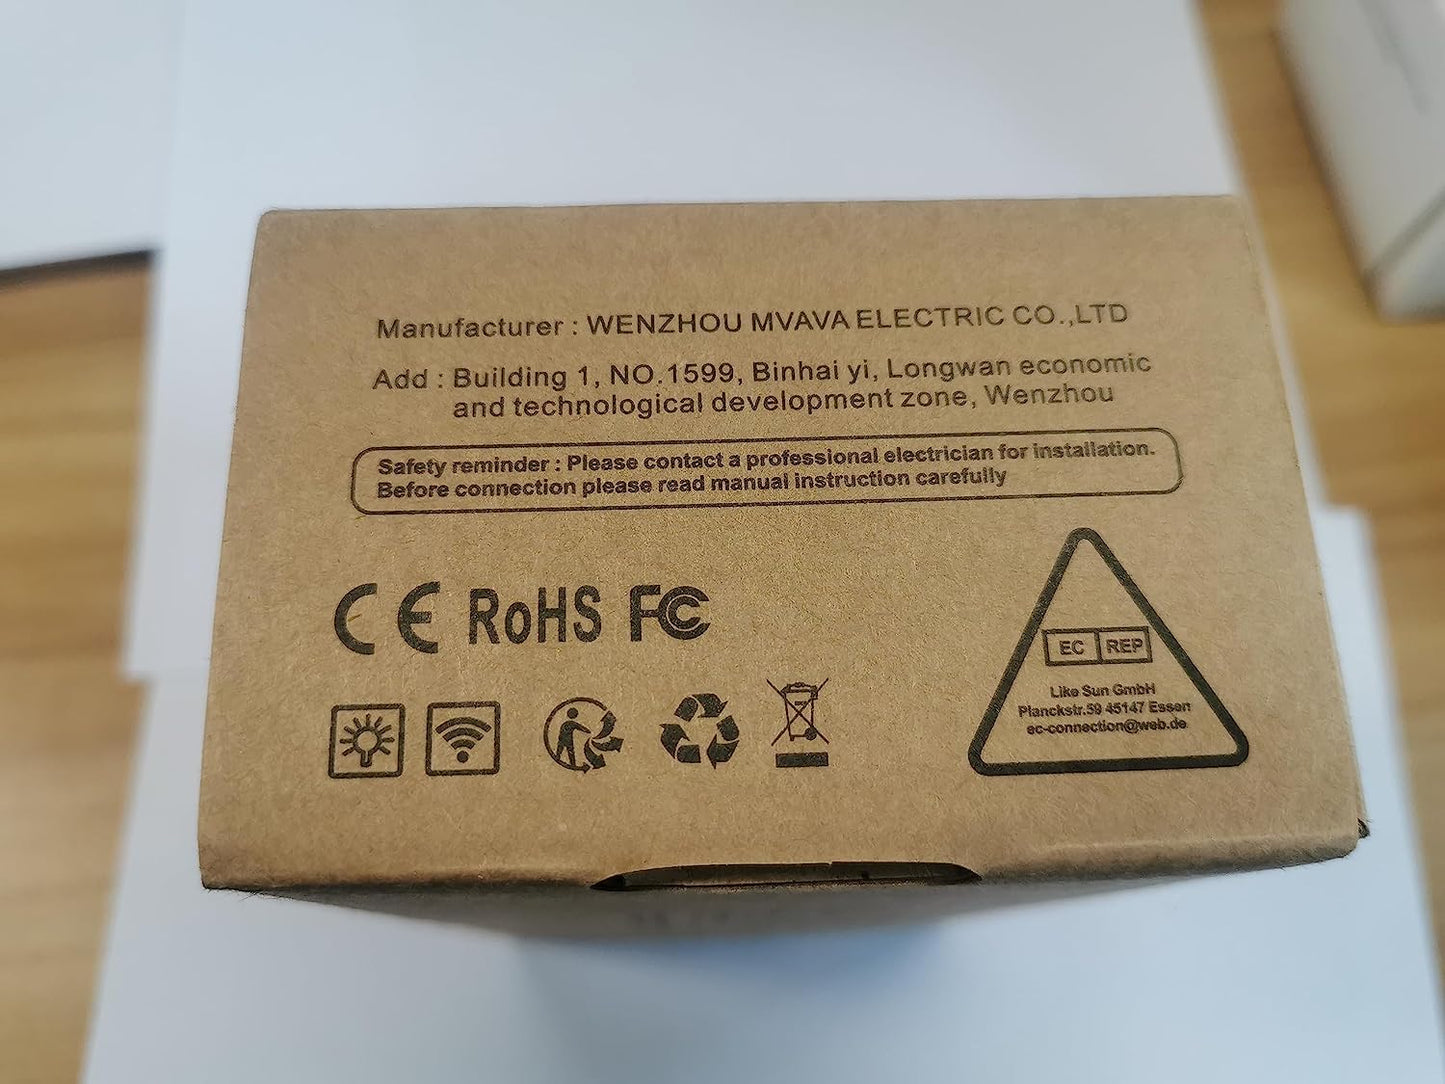 Manufacturer : WENZHOU MVAVA ELECTRIC CO.,LTD
Add : Building 1, NO.1599, Binhai yi, Longwan economic
and technological development zone, Wenzhou
Safety reminder : Please contact a professional electrician for installation.
Before connection please read manual instruction carefully
CE RoHS FC
EC REP
Like Sun GmbH
Planckstr.59 45147 Essen
ec-connection@web.de